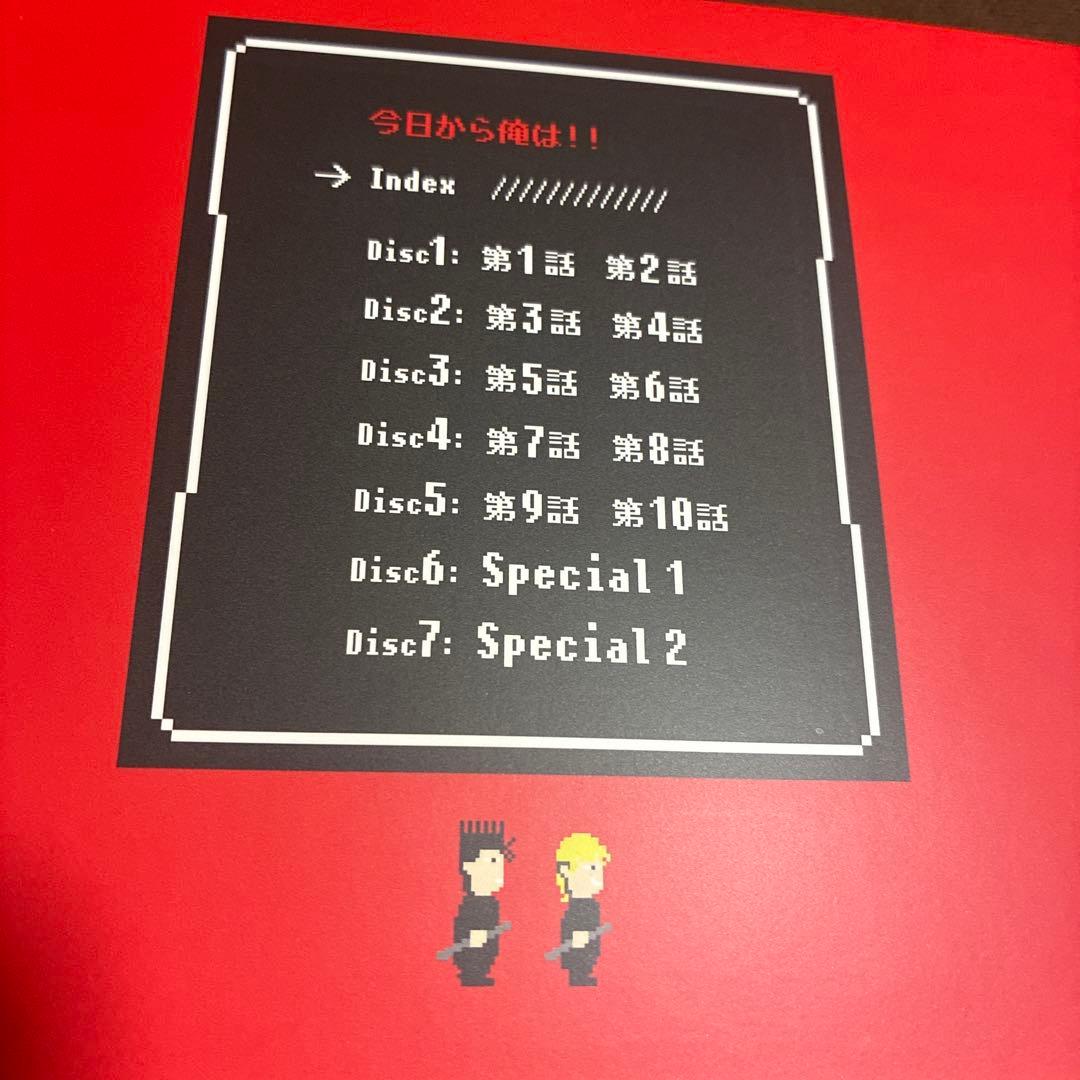 今日から俺は!!
→ Index //////////////
Disc1: 第1話 第2話
Disc2: 第3話 第4話
Disc3: 第5話 第6話
Disc4: 第7話 第8話
Disc5: 第9話 第10話
Disc6: Special 1
Disc7: Special 2